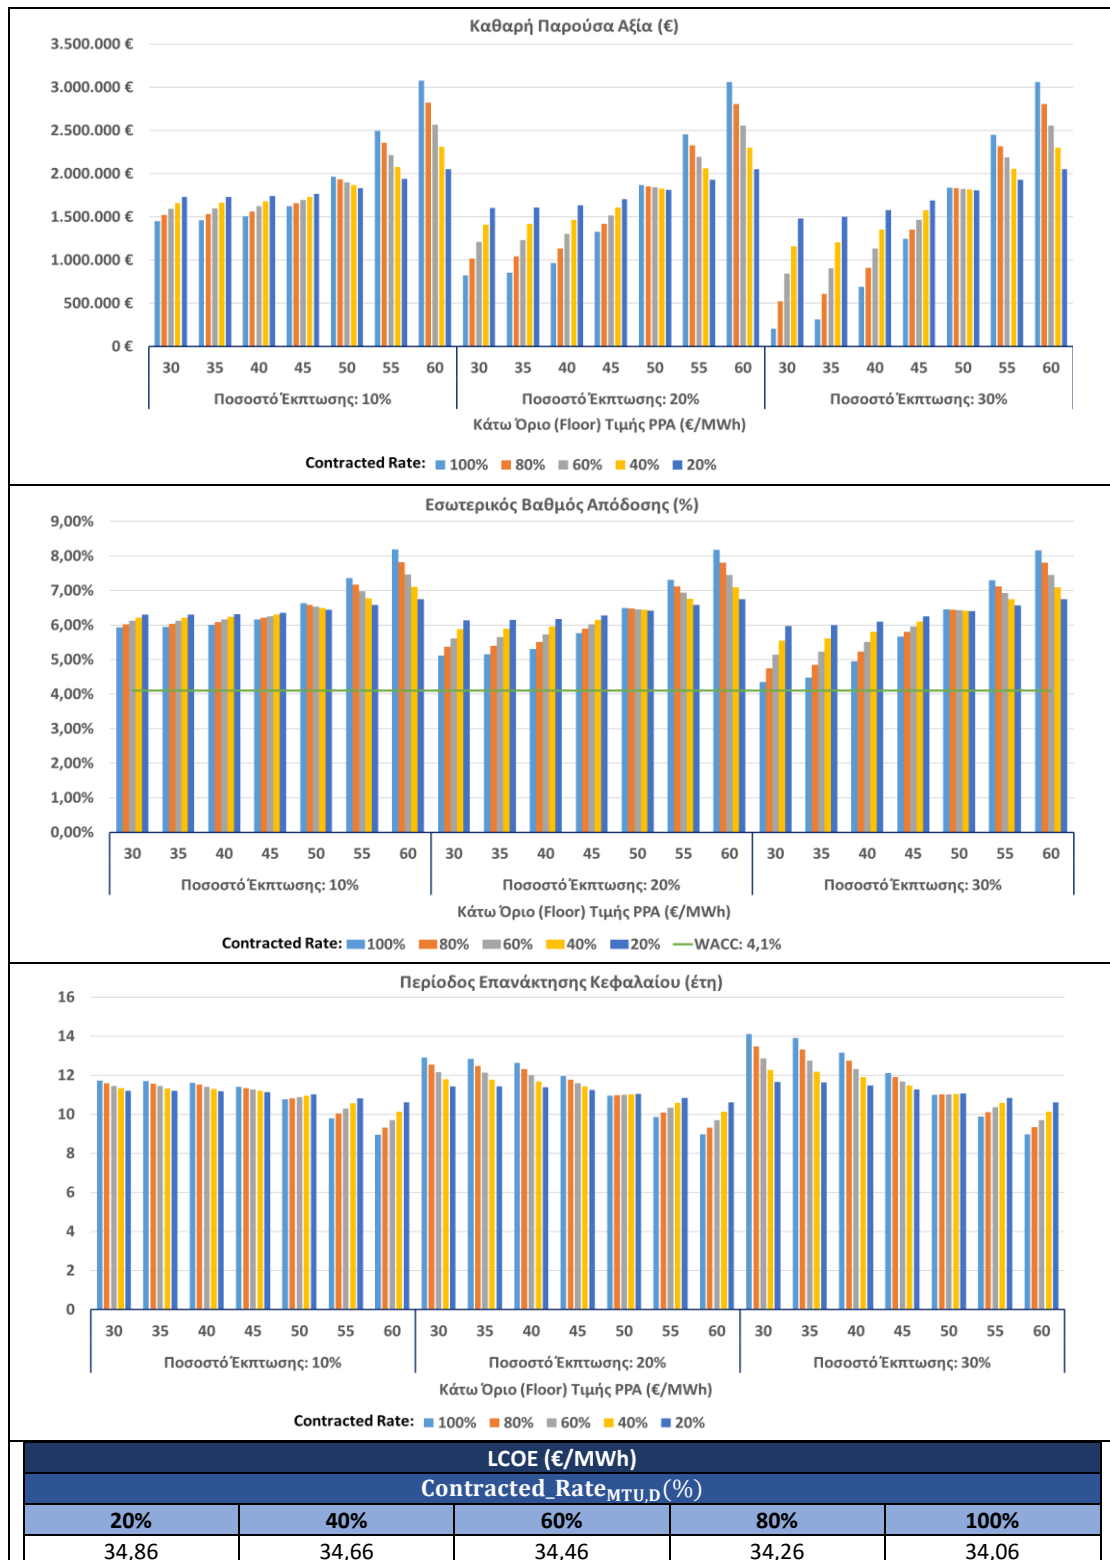 Καθαρή Παρούσα Αξία (€)
3.500.000 €
3.000.000 €
2.500.000 €
2.000.000 €
1.500.000 €
1.000.000 €
500.000 €
0 €
30 35 40 45 50 55 60 30 35 40 45 50 55 60 30 35 40 45 50 55 60
Ποσοστό Έκπτωσης: 10% Ποσοστό Έκπτωσης: 20% Ποσοστό Έκπτωσης: 30%
Κάτω Όριο (Floor) Τιμής PPA (€/MWh)
Contracted Rate: 100% 80% 60% 40% 20%
Εσωτερικός Βαθμός Απόδοσης (%)
9,00%
8,00%
7,00%
6,00%
5,00%
4,00%
3,00%
2,00%
1,00%
0,00%
30 35 40 45 50 55 60 30 35 40 45 50 55 60 30 35 40 45 50 55 60
Ποσοστό Έκπτωσης: 10% Ποσοστό Έκπτωσης: 20% Ποσοστό Έκπτωσης: 30%
Κάτω Όριο (Floor) Τιμής PPA (€/MWh)
Contracted Rate: 100% 80% 60% 40% 20% WACC: 4,1%
Περίοδος Επανάκτησης Κεφαλαίου (έτη)
16
14
12
10
8
6
4
2
0
30 35 40 45 50 55 60 30 35 40 45 50 55 60 30 35 40 45 50 55 60
Ποσοστό Έκπτωσης: 10% Ποσοστό Έκπτωσης: 20% Ποσοστό Έκπτωσης: 30%
Κάτω Όριο (Floor) Τιμής PPA (€/MWh)
Contracted Rate: 100% 80% 60% 40% 20%
LCOE (€/MWh)
Contracted_Rate_MTU,D(%)
20% 40% 60% 80% 100%
34,86 34,66 34,46 34,26 34,06